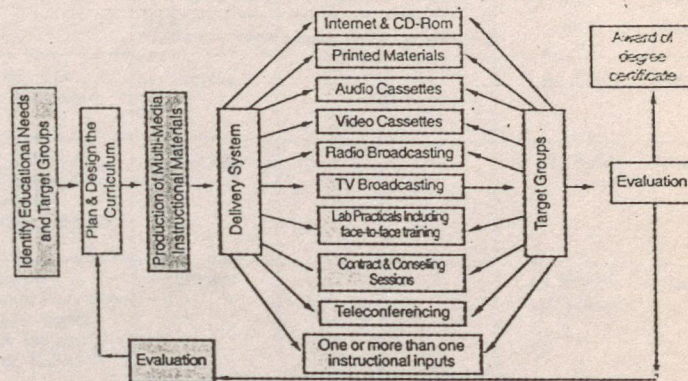 Identify Educational Needs
and Target Groups
Plan & Design the
Curriculum
Production of Multi-Media
Instructional Materials
Delivery System
Internet & CD-Rom
Printed Materials
Audio Cassettes
Video Cassettes
Radio Broadcasting
TV Broadcasting
Lab Practicals Including
face-to-face training
Contract & Conselling
Sessions
Teleconferencing
One or more than one
instructional inputs
Target Groups
Evaluation
Award of
degree
certificate
Evaluation